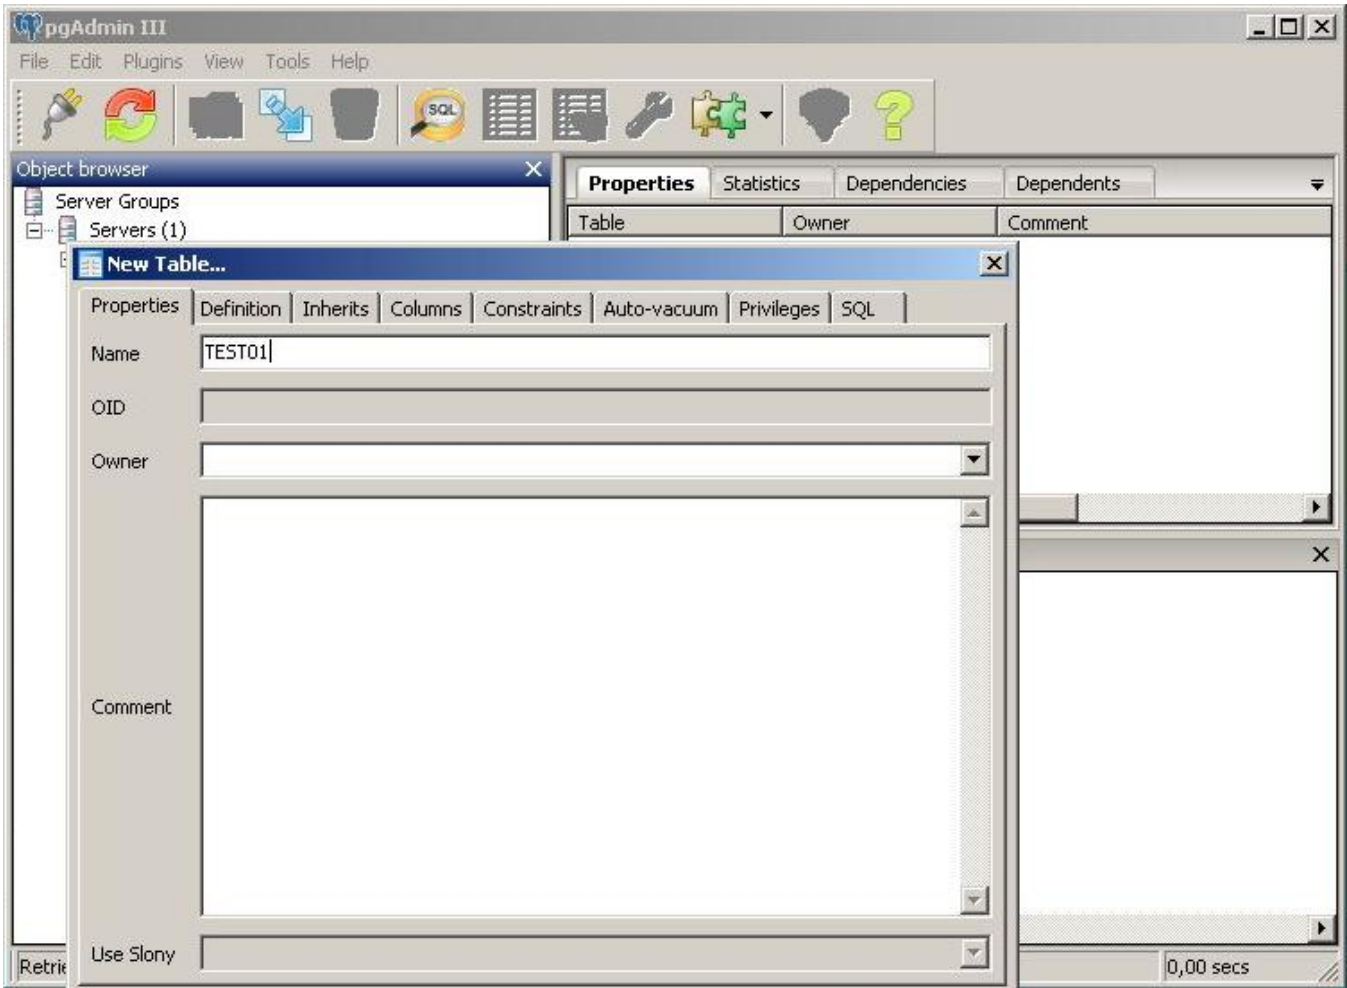 pgAdmin III
File Edit Plugins View Tools Help
SQL
Object browser
Server Groups
Servers (1)
Properties Statistics Dependencies Dependents
Table Owner Comment
New Table...
Properties Definition Inherits Columns Constraints Auto-vacuum Privileges SQL
Name TEST01
OID
Owner
Comment
Use Slony
Retrie
0,00 secs